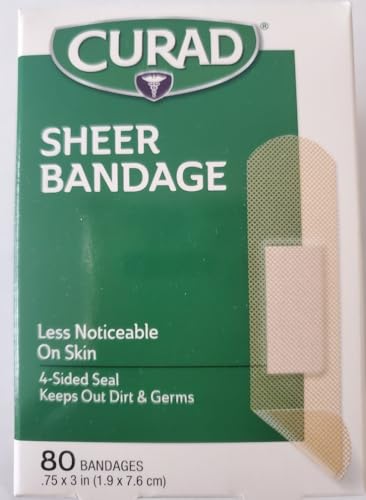 CURAD®
SHEER
BANDAGE
Less Noticeable
On Skin
4-Sided Seal
Keeps Out Dirt & Germs
80 BANDAGES
.75 x 3 in (1.9 x 7.6 cm)